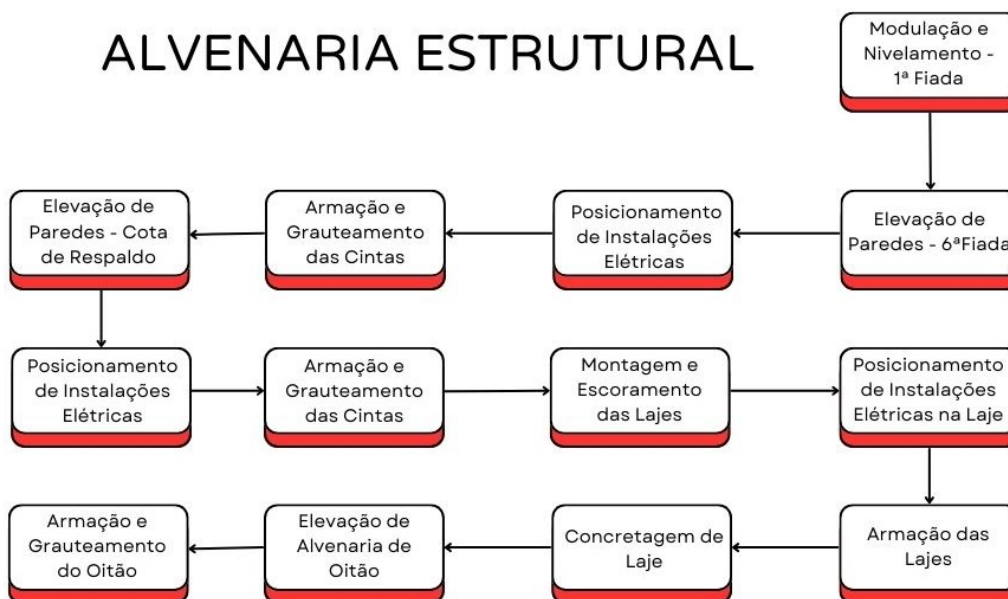 ALVENARIA ESTRUTURAL
Modulação e
Nivelamento -
1ª Fiada
Elevação de
Paredes - 6ªFiada
Posicionamento
de Instalações
Elétricas
Armação e
Grauteamento
das Cintas
Elevação de
Paredes - Cota
de Respaldo
Posicionamento
de Instalações
Elétricas
Armação e
Grauteamento
das Cintas
Montagem e
Escoramento
das Lajes
Posicionamento
de Instalações
Elétricas na Laje
Armação das
Lajes
Concretagem de
Laje
Elevação de
Alvenaria de
Oitão
Armação e
Grauteamento
do Oitão